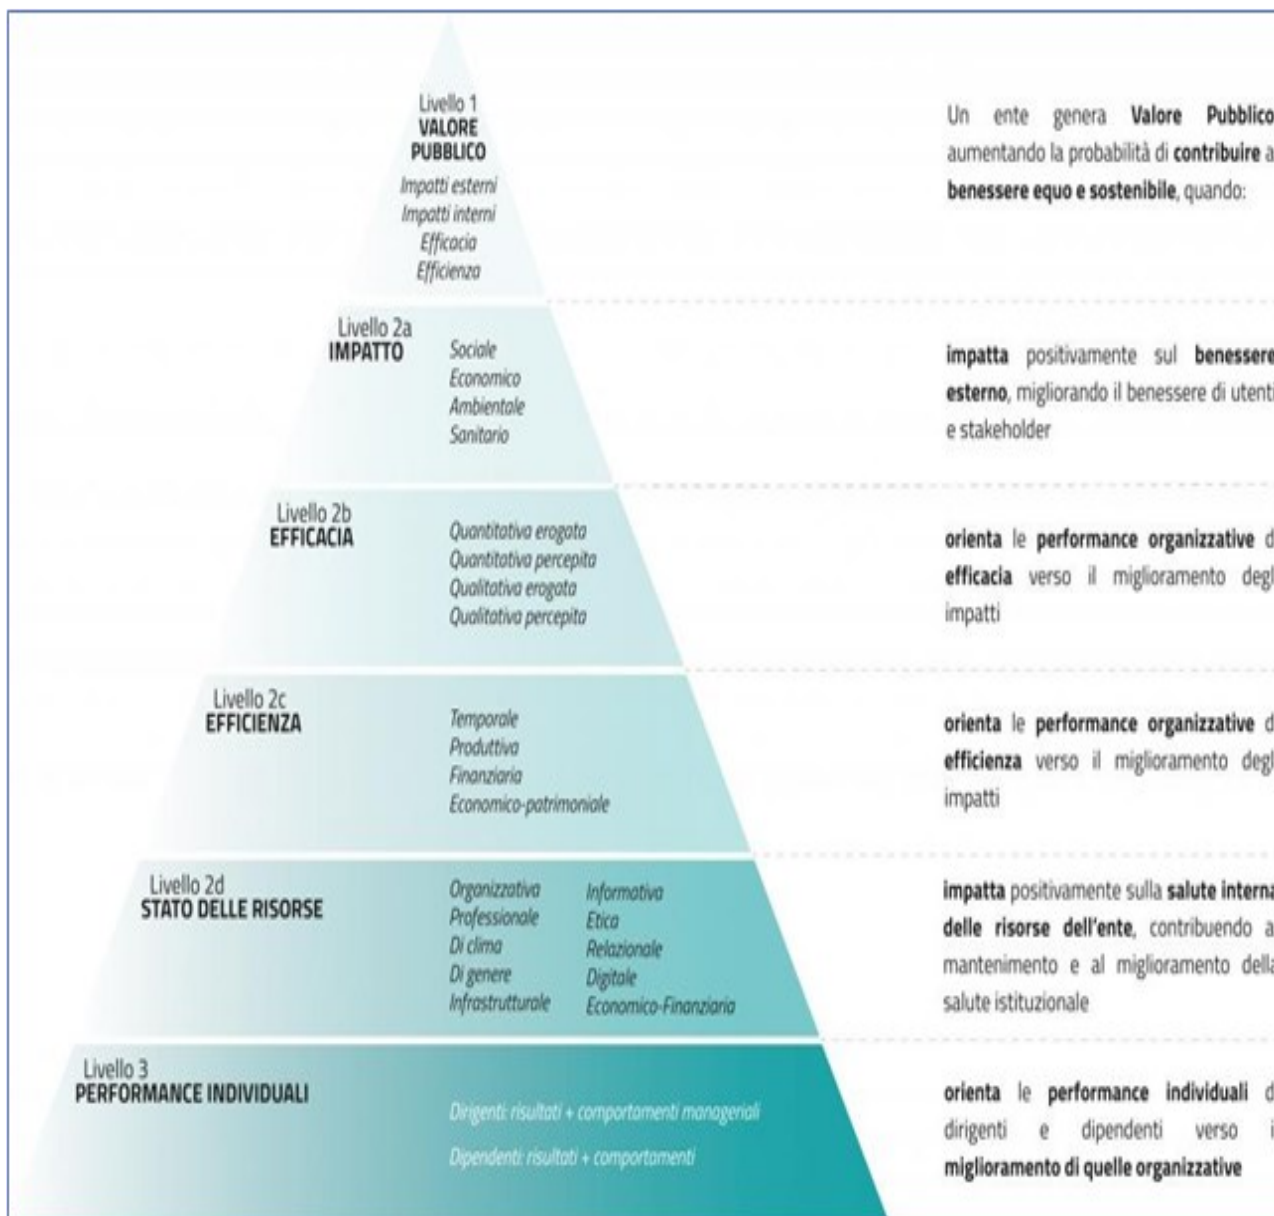 Livello 1
VALORE
PUBBLICO
Impatti esterni
Impatti interni
Efficacia
Efficienza
Un ente genera Valore Pubblico
aumentando la probabilità di contribuire a
benessere equo e sostenibile, quando:
Livello 2a
IMPATTO
Sociale
Economico
Ambientale
Sanitario
impatta positivamente sul benessere
esterno, migliorando il benessere di utenti
e stakeholder
Livello 2b
EFFICACIA
Quantitativa erogata
Quantitativa percepita
Qualitativa erogata
Qualitativa percepita
orienta le performance organizzative d
efficacia verso il miglioramento degl
impatti
Livello 2c
EFFICIENZA
Temporale
Produttiva
Finanziaria
Economico-patrimoniale
orienta le performance organizzative d
efficienza verso il miglioramento degl
impatti
Livello 2d
STATO DELLE RISORSE
Organizzativa
Professionale
Di clima
Di genere
Infrastrutturale
Informativa
Etica
Relazionale
Digitale
Economico-Finanziaria
impatta positivamente sulla salute interna
delle risorse dell'ente, contribuendo a
mantenimento e al miglioramento della
salute istituzionale
Livello 3
PERFORMANCE INDIVIDUALI
Dirigenti: risultati + comportamenti manageriali
Dipendenti: risultati + comportamenti
orienta le performance individuali d
dirigenti e dipendenti verso i
miglioramento di quelle organizzative